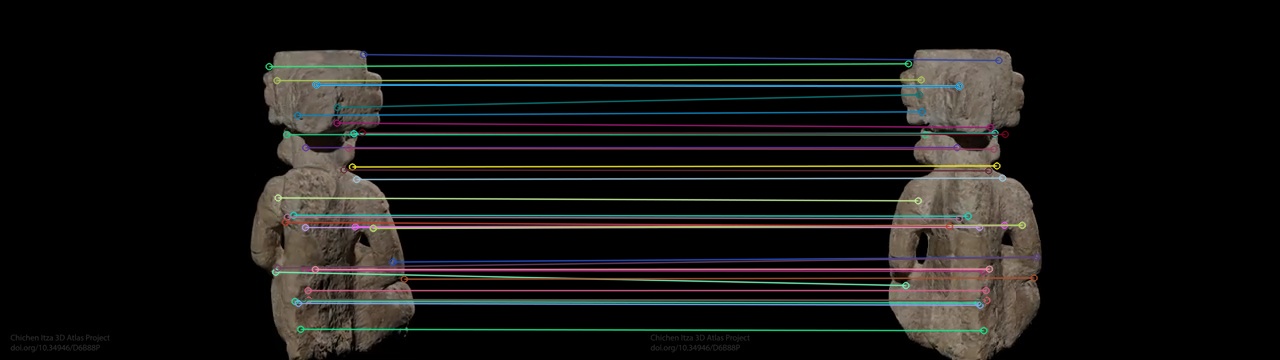 Chichen Itza 3D Atlas Project
doi.org/10.34946/D6B88P
Chichen Itza 3D Atlas Project
doi.org/10.34946/D6B88P